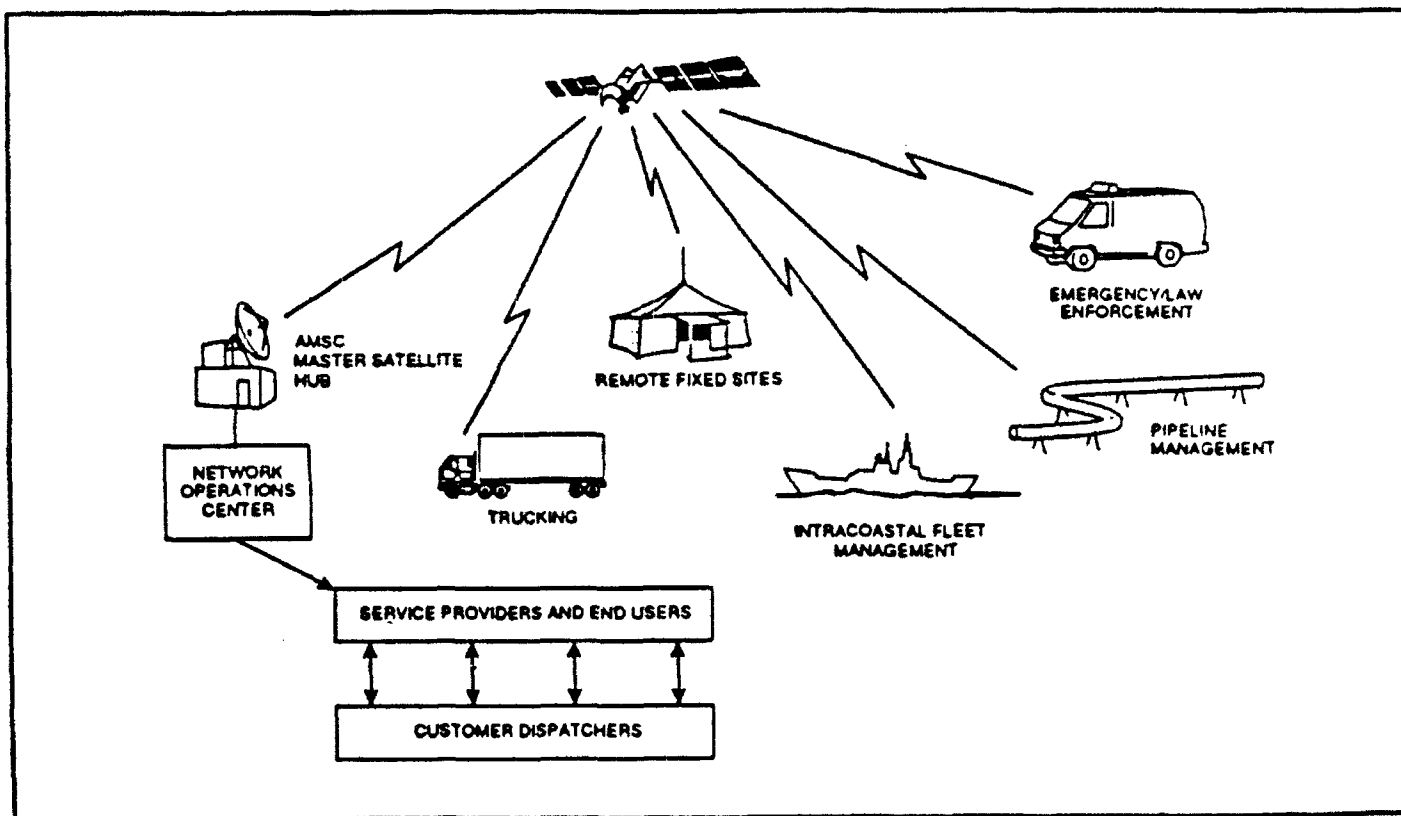 EMERGENCY/LAW
ENFORCEMENT
AMSC
MASTER SATELLITE
HUB
REMOTE FIXED SITES
PIPELINE
MANAGEMENT
NETWORK
OPERATIONS
CENTER
TRUCKING
INTRACOASTAL FLEET
MANAGEMENT
SERVICE PROVIDERS AND END USERS
CUSTOMER DISPATCHERS